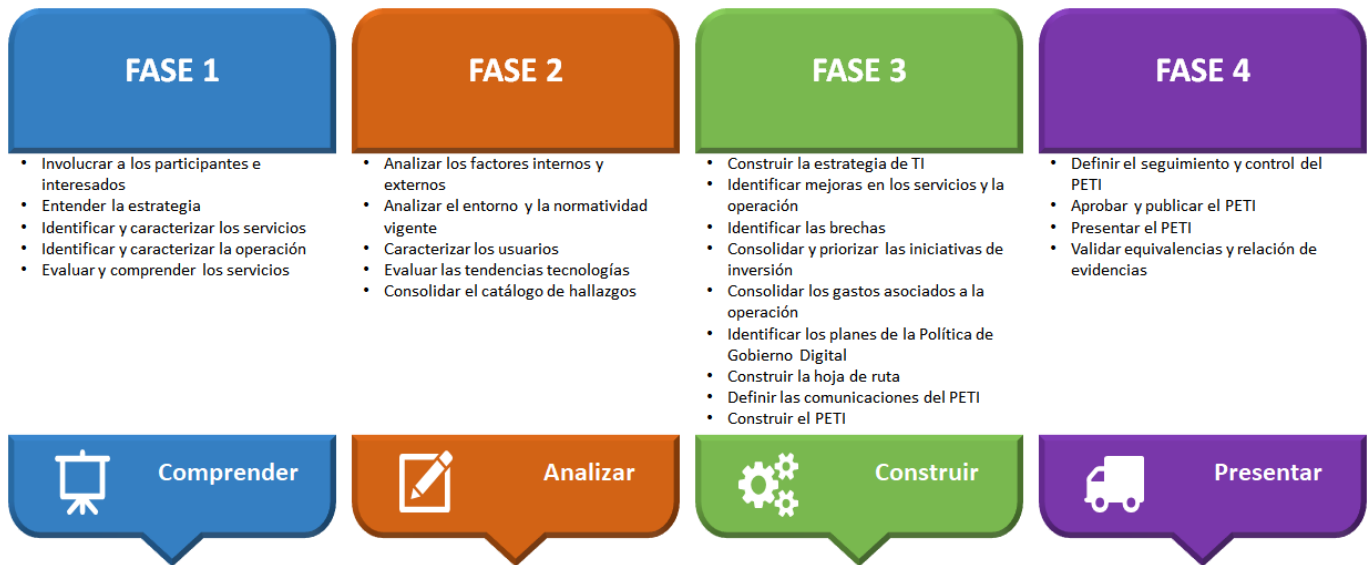 FASE 1
• Involucrar a los participantes e
interesados
• Entender la estrategia
• Identificar y caracterizar los servicios
• Identificar y caracterizar la operación
• Evaluar y comprender los servicios
Comprender
FASE 2
• Analizar los factores internos y
externos
• Analizar el entorno y la normatividad
vigente
• Caracterizar los usuarios
• Evaluar las tendencias tecnologías
• Consolidar el catálogo de hallazgos
Analizar
FASE 3
• Construir la estrategia de TI
• Identificar mejoras en los servicios y la
operación
• Identificar las brechas
• Consolidar y priorizar las iniciativas de
inversión
• Consolidar los gastos asociados a la
operación
• Identificar los planes de la Política de
Gobierno Digital
• Construir la hoja de ruta
• Definir las comunicaciones del PETI
• Construir el PETI
Construir
FASE 4
• Definir el seguimiento y control del
PETI
• Aprobar y publicar el PETI
• Presentar el PETI
• Validar equivalencias y relación de
evidencias
Presentar